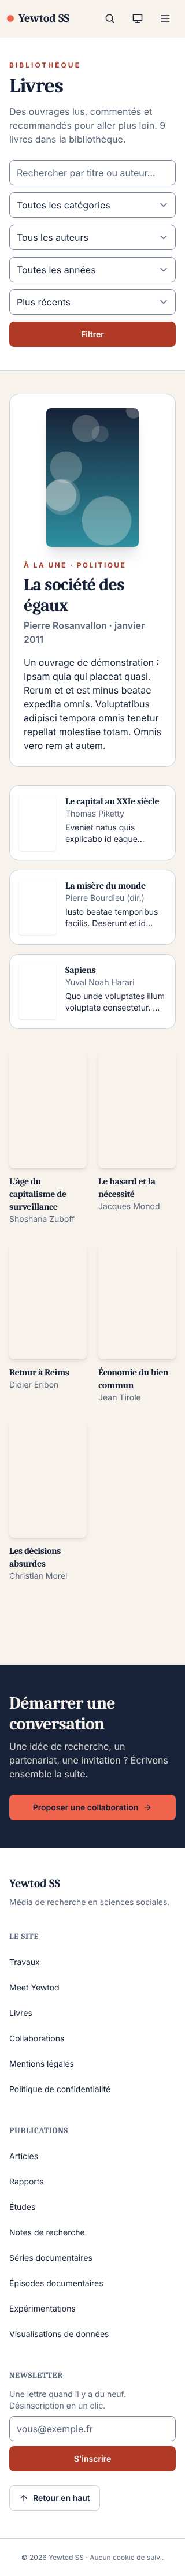 Yewtod SS
BIBLIOTHÈQUE
Livres
Des ouvrages lus, commentés et
recommandés pour aller plus loin. 9
livres dans la bibliothèque.
Rechercher par titre ou auteur…
Toutes les catégories
Tous les auteurs
Toutes les années
Plus récents
Filtrer
À LA UNE · POLITIQUE
La société des
égaux
Pierre Rosanvallon · janvier
2011
Un ouvrage de démonstration :
Ipsam quia qui placeat quasi.
Rerum et et est minus beatae
expedita omnis. Voluptatibus
adipisci tempora omnis tenetur
repellat molestiae totam. Omnis
vero rem at autem.
Le capital au XXIe siècle
Thomas Piketty
Eveniet natus quis
explicabo id eaque…
La misère du monde
Pierre Bourdieu (dir.)
Iusto beatae temporibus
facilis. Deserunt et id…
Sapiens
Yuval Noah Harari
Quo unde voluptates illum
voluptate consectetur. …
L'âge du
capitalisme de
surveillance
Shoshana Zuboff
Le hasard et la
nécessité
Jacques Monod
Retour à Reims
Didier Eribon
Économie du bien
commun
Jean Tirole
Les décisions
absurdes
Christian Morel
Démarrer une
conversation
Une idée de recherche, un
partenariat, une invitation ? Écrivons
ensemble la suite.
Proposer une collaboration →
Yewtod SS
Média de recherche en sciences sociales.
LE SITE
Travaux
Meet Yewtod
Livres
Collaborations
Mentions légales
Politique de confidentialité
PUBLICATIONS
Articles
Rapports
Études
Notes de recherche
Séries documentaires
Épisodes documentaires
Expérimentations
Visualisations de données
NEWSLETTER
Une lettre quand il y a du neuf.
Désinscription en un clic.
vous@exemple.fr
S'inscrire
↑ Retour en haut
© 2026 Yewtod SS · Aucun cookie de suivi.